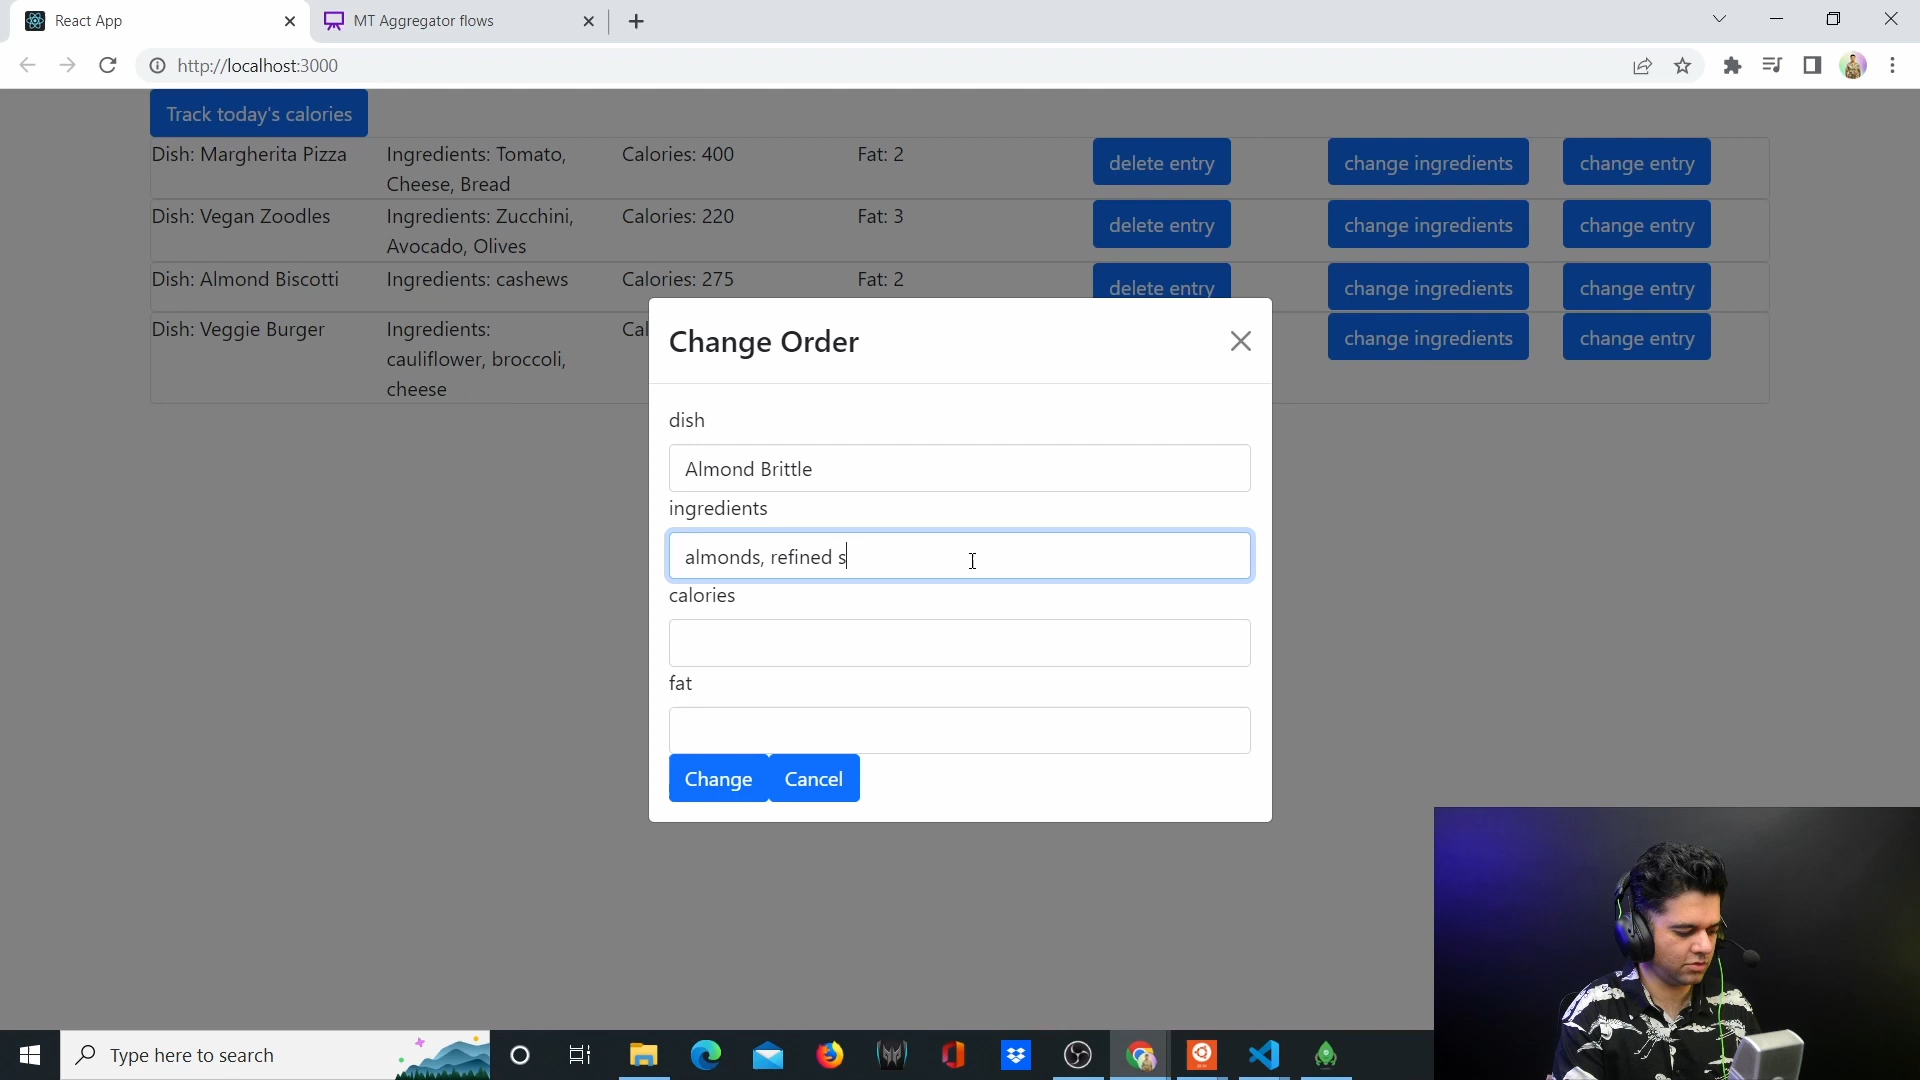 React App
MT Aggregator flows
http://localhost:3000
Track today's calories
Dish: Margherita Pizza
Ingredients: Tomato,
Cheese, Bread
Calories: 400
Fat: 2
delete entry
change ingredients
change entry
Dish: Vegan Zoodles
Ingredients: Zucchini,
Avocado, Olives
Calories: 220
Fat: 3
delete entry
change ingredients
change entry
Dish: Almond Biscotti
Ingredients: cashews
Calories: 275
Fat: 2
delete entry
change ingredients
change entry
Dish: Veggie Burger
Ingredients:
cauliflower, broccoli,
cheese
Cal
change ingredients
change entry
Change Order
dish
Almond Brittle
ingredients
almonds, refined s
calories
fat
Change
Cancel
Type here to search